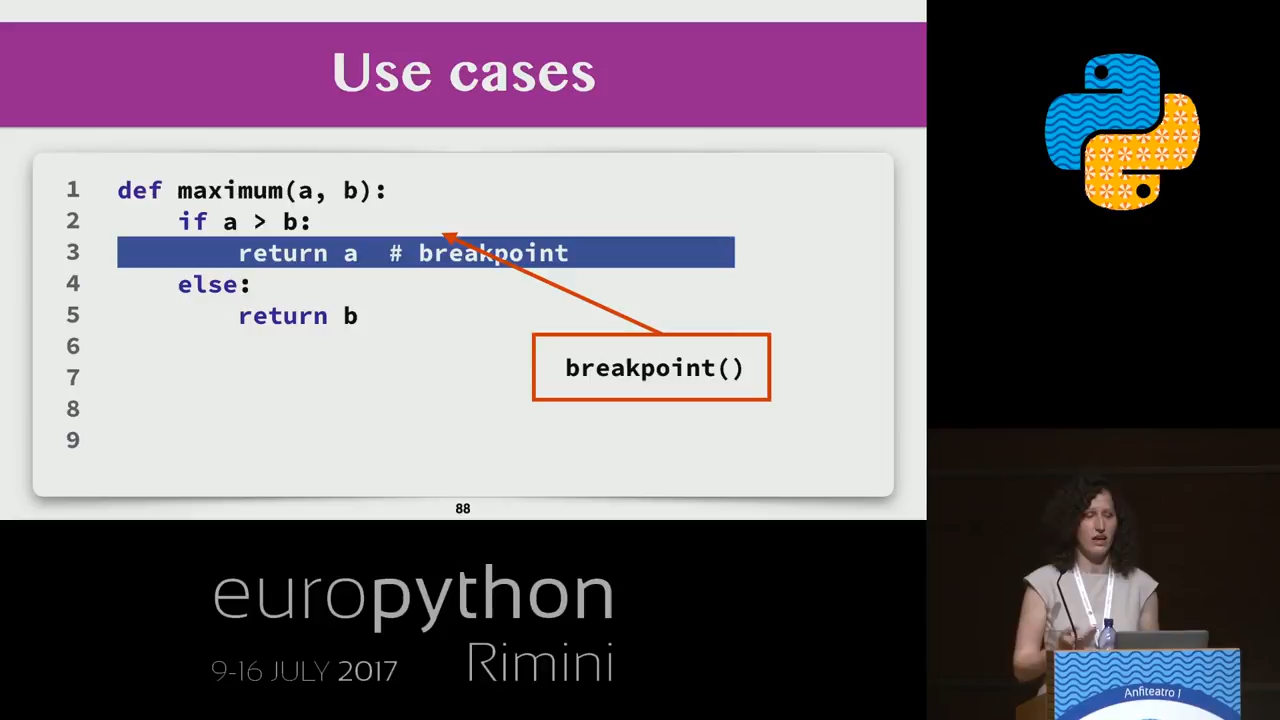 Use cases
1 def maximum(a, b):
2 if a > b:
3 return a # breakpoint
4 else:
5 return b
6
7
8
9
breakpoint()
88
europython
9-16 JULY 2017 Rimini
Anfiteatro 1